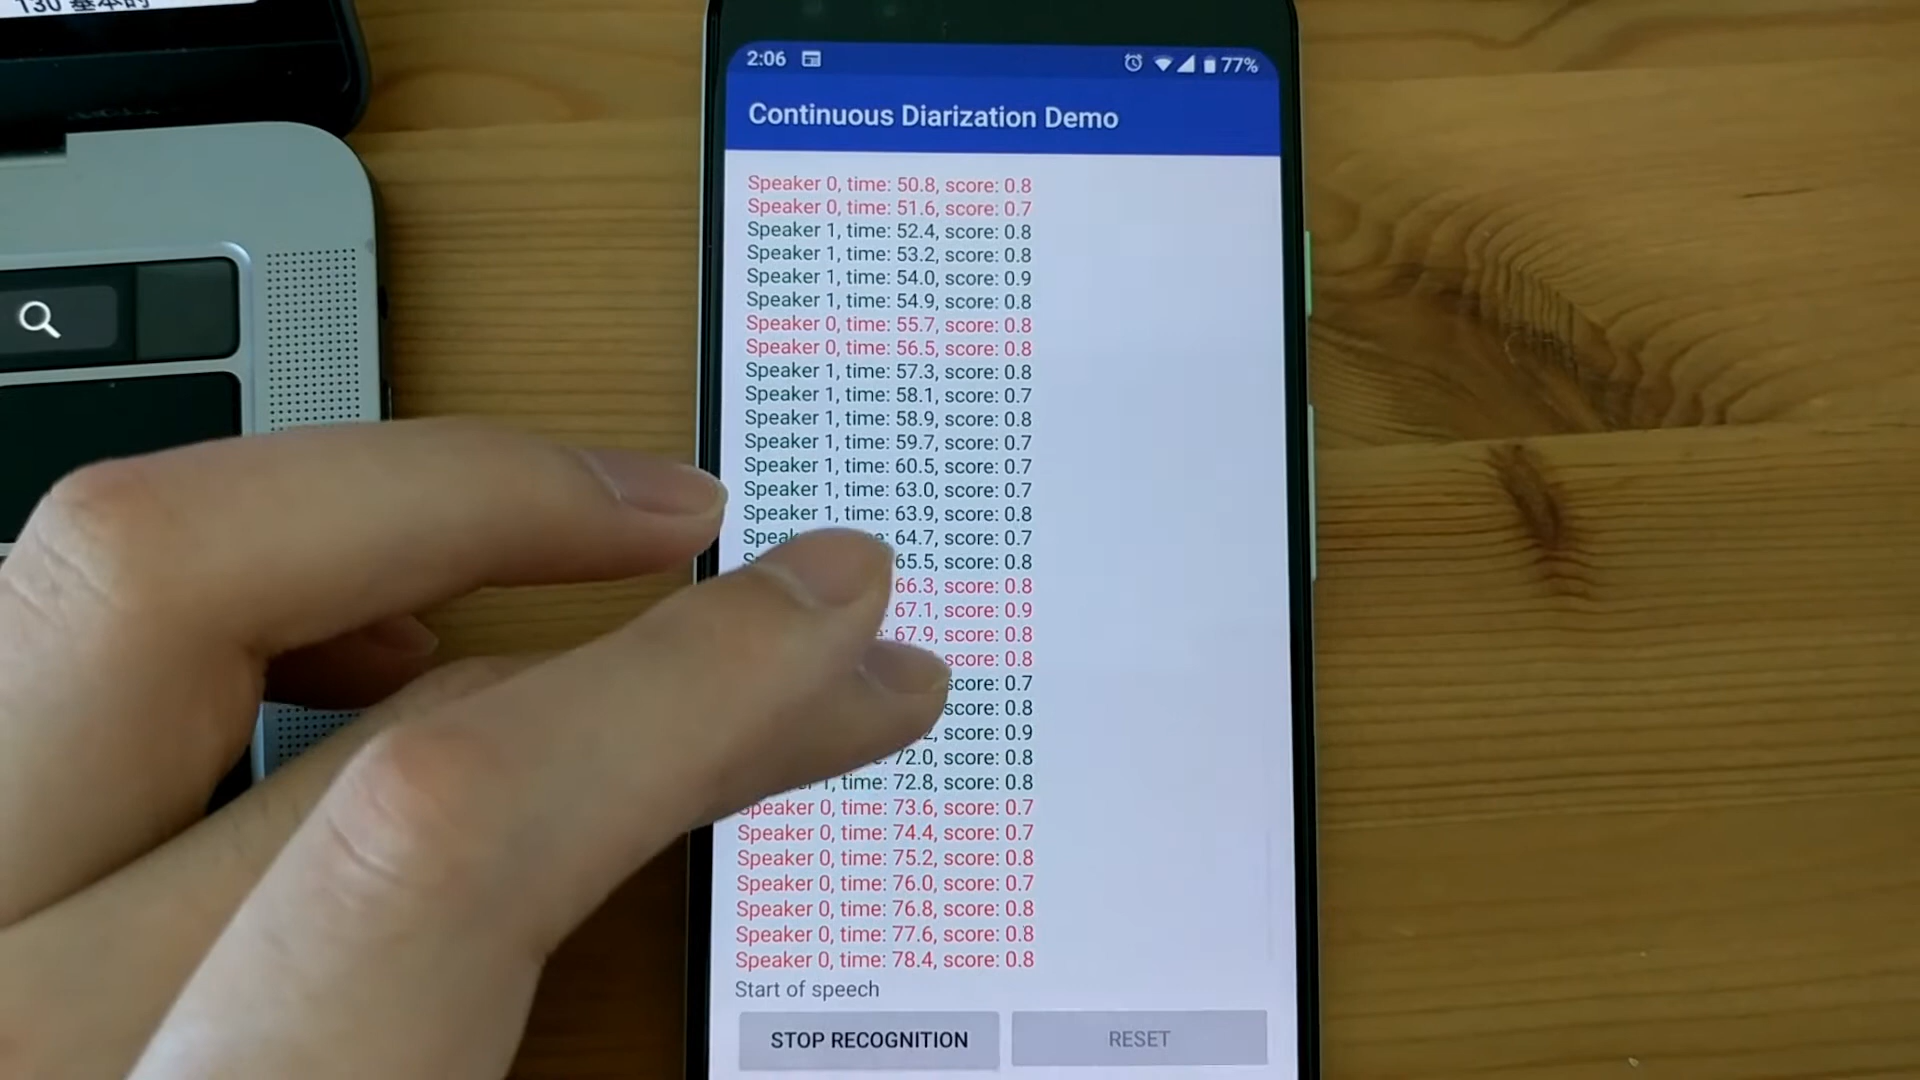 130 基本的
2:06 77%
Continuous Diarization Demo
Speaker 0, time: 50.8, score: 0.8
Speaker 0, time: 51.6, score: 0.7
Speaker 1, time: 52.4, score: 0.8
Speaker 1, time: 53.2, score: 0.8
Speaker 1, time: 54.0, score: 0.9
Speaker 1, time: 54.9, score: 0.8
Speaker 0, time: 55.7, score: 0.8
Speaker 0, time: 56.5, score: 0.8
Speaker 1, time: 57.3, score: 0.8
Speaker 1, time: 58.1, score: 0.7
Speaker 1, time: 58.9, score: 0.8
Speaker 1, time: 59.7, score: 0.7
Speaker 1, time: 60.5, score: 0.7
Speaker 1, time: 63.0, score: 0.7
Speaker 1, time: 63.9, score: 0.8
64.7, score: 0.7
65.5, score: 0.8
66.3, score: 0.8
67.1, score: 0.9
67.9, score: 0.8
score: 0.8
score: 0.7
score: 0.8
score: 0.9
72.0, score: 0.8
1, time: 72.8, score: 0.8
Speaker 0, time: 73.6, score: 0.7
Speaker 0, time: 74.4, score: 0.7
Speaker 0, time: 75.2, score: 0.8
Speaker 0, time: 76.0, score: 0.7
Speaker 0, time: 76.8, score: 0.8
Speaker 0, time: 77.6, score: 0.8
Speaker 0, time: 78.4, score: 0.8
Start of speech
STOP RECOGNITION
RESET